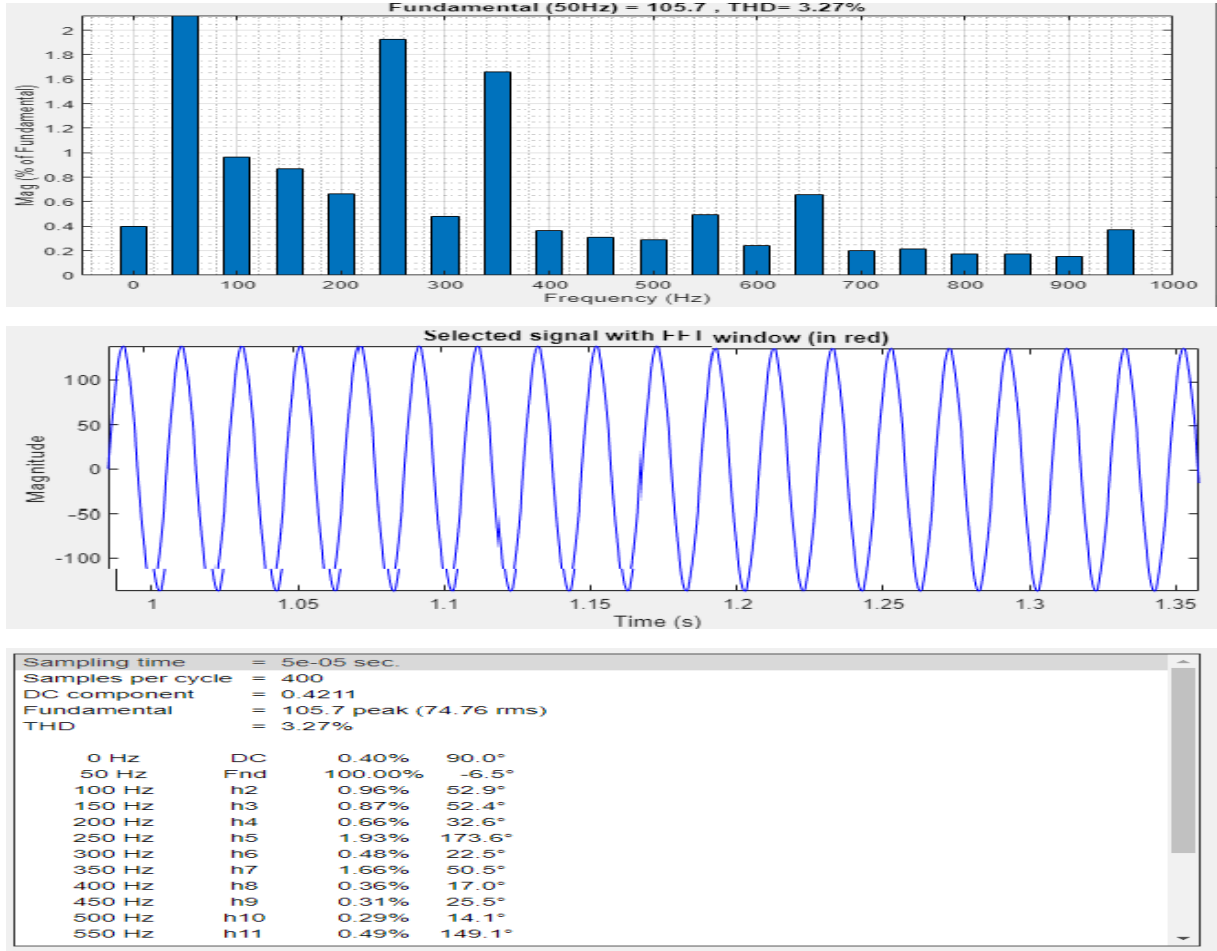 Fundamental (50Hz) = 105.7 , THD= 3.27%
Mag (% of Fundamental)
2
1.8
1.6
1.4
1.2
1
0.8
0.6
0.4
0.2
0
0 100 200 300 400 500 600 700 800 900 1000
Frequency (Hz)
Selected signal with FFT window (in red)
Magnitude
100
50
0
-50
-100
1 1.05 1.1 1.15 1.2 1.25 1.3 1.35
Time (s)
Sampling time = 5e-05 sec.
Samples per cycle = 400
DC component = 0.4211
Fundamental = 105.7 peak (74.76 rms)
THD = 3.27%
0 Hz DC 0.40% 90.0°
50 Hz Fnd 100.00% -6.5°
100 Hz h2 0.96% 52.9°
150 Hz h3 0.87% 52.4°
200 Hz h4 0.66% 32.6°
250 Hz h5 1.93% 173.6°
300 Hz h6 0.48% 22.5°
350 Hz h7 1.66% 50.5°
400 Hz h8 0.36% 17.0°
450 Hz h9 0.31% 25.5°
500 Hz h10 0.29% 14.1°
550 Hz h11 0.49% 149.1°